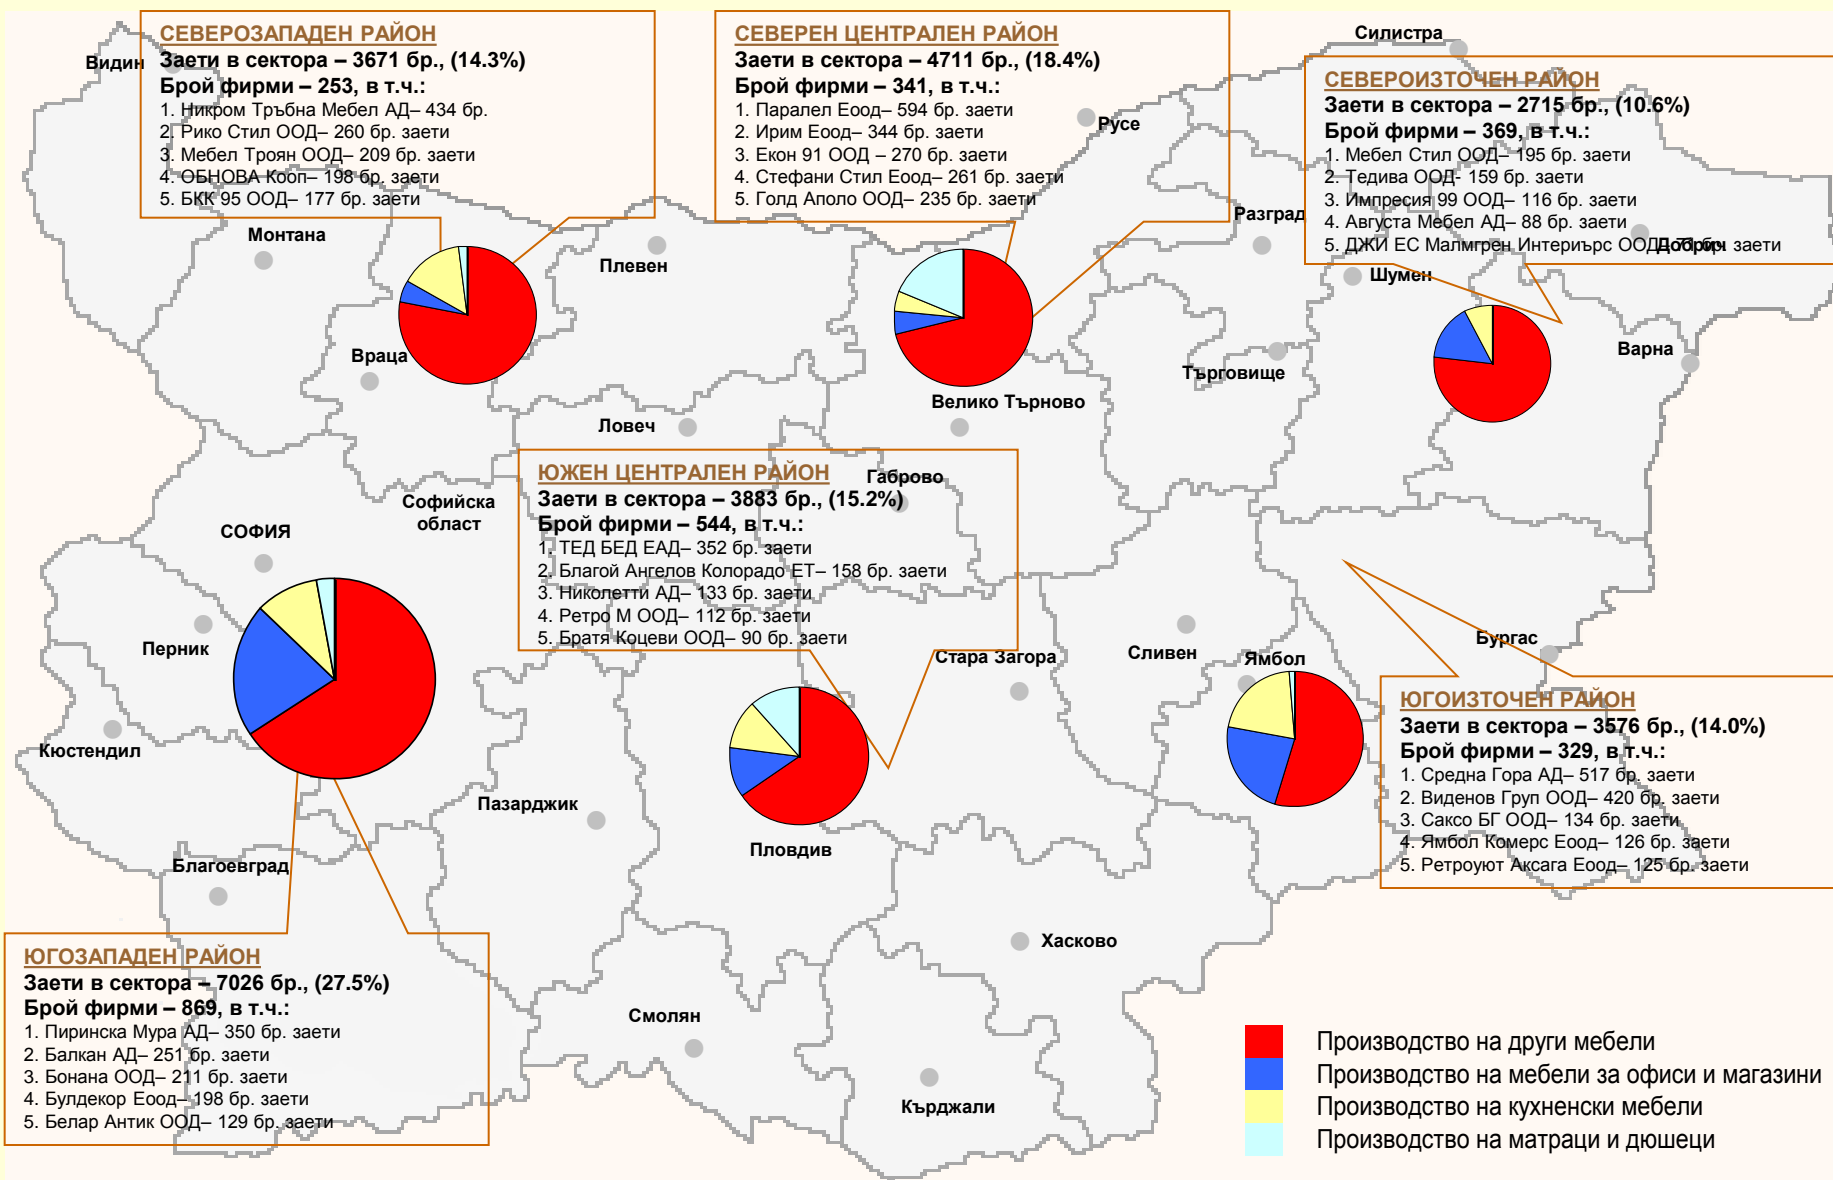 СЕВЕРОЗАПАДЕН РАЙОН
Заети в сектора – 3671 бр., (14.3%)
Брой фирми – 253, в т.ч.:
1. Никром Тръбна Мебел АД– 434 бр.
2. Рико Стил ООД– 260 бр. заети
3. Мебел Троян ООД– 209 бр. заети
4. ОБНОВА Кооп– 198 бр. заети
5. БКК 95 ООД– 177 бр. заети
СЕВЕРЕН ЦЕНТРАЛЕН РАЙОН
Заети в сектора – 4711 бр., (18.4%)
Брой фирми – 341, в т.ч.:
1. Паралел Еоод– 594 бр. заети
2. Ирим Еоод– 344 бр. заети
3. Екон 91 ООД – 270 бр. заети
4. Стефани Стил Еоод– 261 бр. заети
5. Голд Аполо ООД– 235 бр. заети
СЕВЕРОИЗТОЧЕН РАЙОН
Заети в сектора – 2715 бр., (10.6%)
Брой фирми – 369, в т.ч.:
1. Мебел Стил ООД– 195 бр. заети
2. Тедива ООД- 159 бр. заети
3. Импресия 99 ООД– 116 бр. заети
4. Августа Мебел АД– 88 бр. заети
5. ДЖИ ЕС Малмгрен Интериърс ООД– бр. заети
Видин
Силистра
Русе
Разград
Добрич
Монтана
Плевен
Шумен
Враца
Търговище
Варна
Велико Търново
Ловеч
Габрово
Софийска
област
СОФИЯ
Перник
Кюстендил
Благоевград
Пазарджик
Пловдив
Стара Загора
Сливен
Ямбол
Бургас
Хасково
Смолян
Кърджали
ЮЖЕН ЦЕНТРАЛЕН РАЙОН
Заети в сектора – 3883 бр., (15.2%)
Брой фирми – 544, в т.ч.:
1. ТЕД БЕД ЕАД– 352 бр. заети
2. Благой Ангелов Колорадо ЕТ– 158 бр. заети
3. Николетти АД– 133 бр. заети
4. Ретро М ООД– 112 бр. заети
5. Братя Коцеви ООД– 90 бр. заети
ЮГОИЗТОЧЕН РАЙОН
Заети в сектора – 3576 бр., (14.0%)
Брой фирми – 329, в т.ч.:
1. Средна Гора АД– 517 бр. заети
2. Виденов Груп ООД– 420 бр. заети
3. Саксо БГ ООД– 134 бр. заети
4. Ямбол Комерс Еоод– 126 бр. заети
5. Ретроуют Аксага Еоод– 125 бр. заети
ЮГОЗАПАДЕН РАЙОН
Заети в сектора – 7026 бр., (27.5%)
Брой фирми – 869, в т.ч.:
1. Пиринска Мура АД– 350 бр. заети
2. Балкан АД– 251 бр. заети
3. Бонана ООД– 211 бр. заети
4. Булдекор Еоод– 198 бр. заети
5. Белар Антик ООД– 129 бр. заети
Производство на други мебели
Производство на мебели за офиси и магазини
Производство на кухненски мебели
Производство на матраци и дюшеци